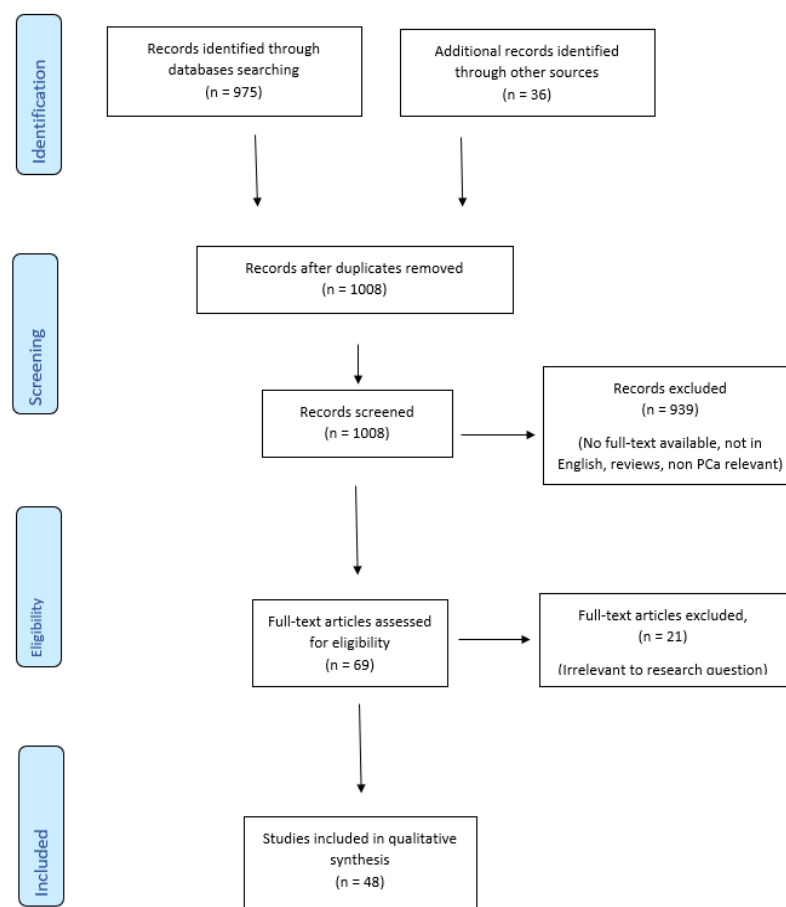 Identification
Records identified through
databases searching
(n = 975)
Additional records identified
through other sources
(n = 36)
Screening
Records after duplicates removed
(n = 1008)
Records screened
(n = 1008)
Records excluded
(n = 939)
(No full-text available, not in
English, reviews, non PCa relevant)
Eligibility
Full-text articles assessed
for eligibility
(n = 69)
Full-text articles excluded,
(n = 21)
(Irrelevant to research question)
Included
Studies included in qualitative
synthesis
(n = 48)